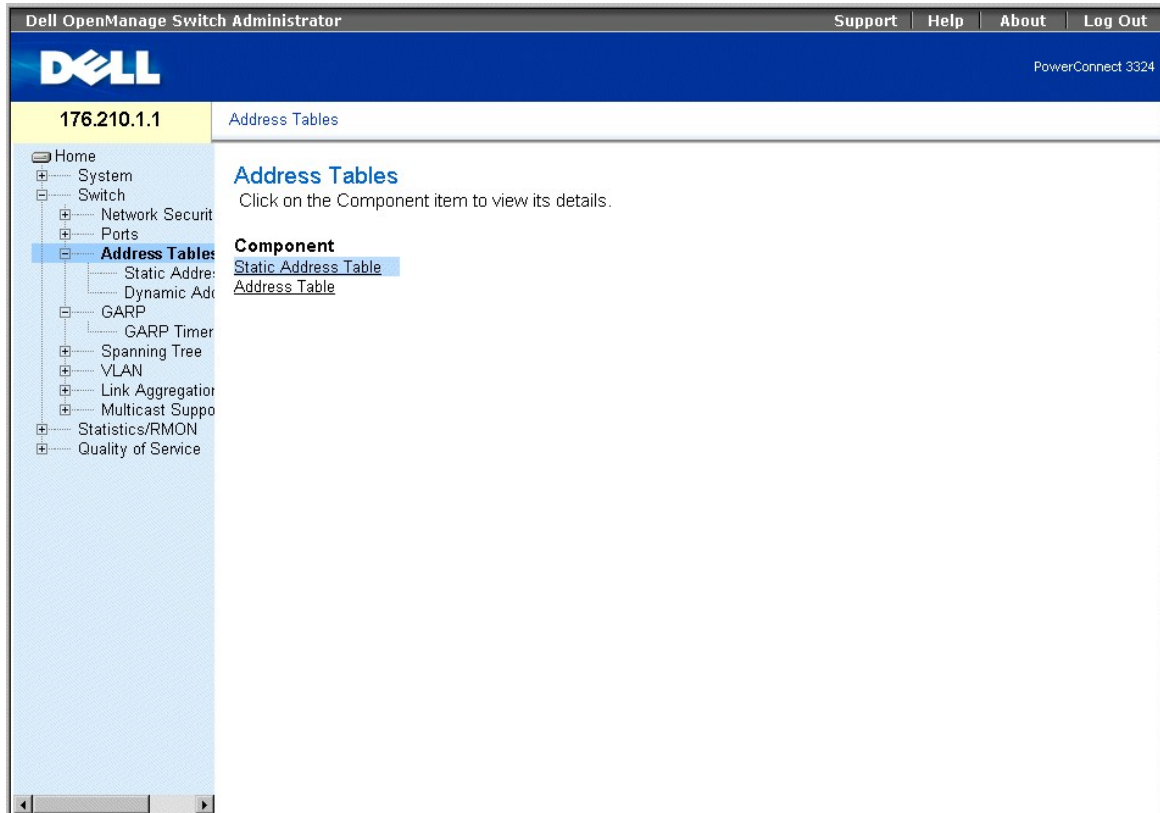 Dell OpenManage Switch Administrator
Support
Help
About
Log Out
DELL
PowerConnect 3324
176.210.1.1
Address Tables
Home
System
Switch
Network Securit
Ports
Address Tables
Static Addre
Dynamic Add
GARP
GARP Timer
Spanning Tree
VLAN
Link Aggregation
Multicast Suppo
Statistics/RMON
Quality of Service
Address Tables
Click on the Component item to view its details.
Component
Static Address Table
Address Table